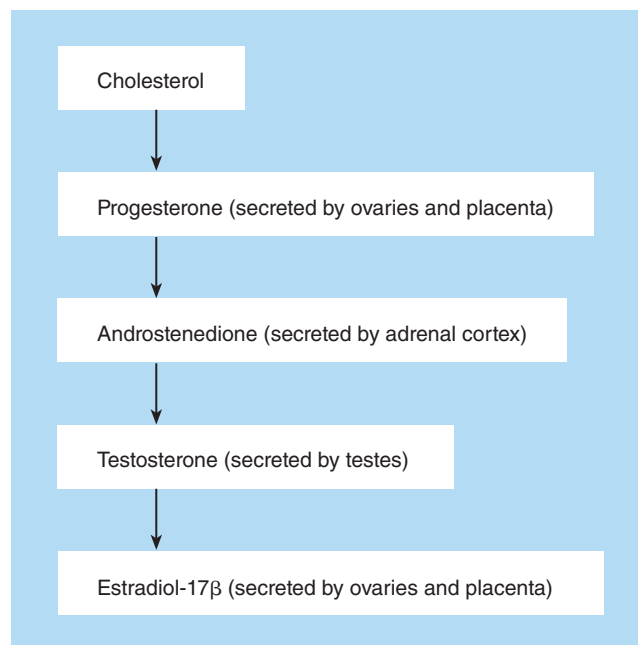 Cholesterol
Progesterone (secreted by ovaries and placenta)
Androstenedione (secreted by adrenal cortex)
Testosterone (secreted by testes)
Estradiol-17β (secreted by ovaries and placenta)